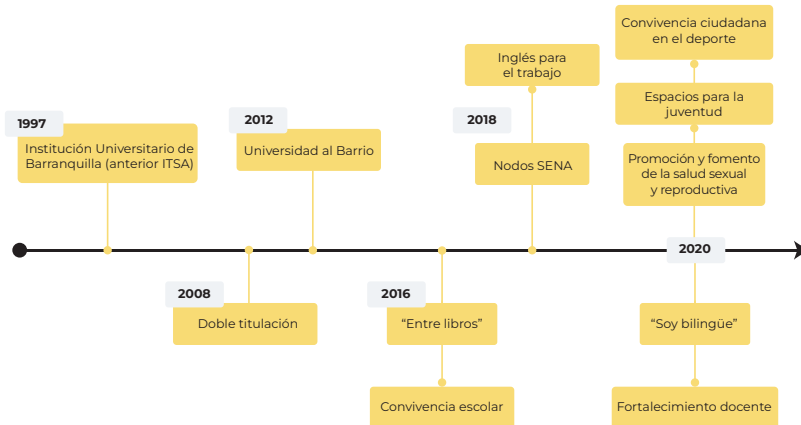 1997
Institución Universitario de
Barranquilla (anterior ITSA)
2008
Doble titulación
2012
Universidad al Barrio
2016
“Entre libros”
Convivencia escolar
2018
Inglés para
el trabajo
Nodos SENA
Convivencia ciudadana
en el deporte
Espacios para la
juventud
Promoción y fomento
de la salud sexual
y reproductiva
2020
“Soy bilingüe”
Fortalecimiento docente